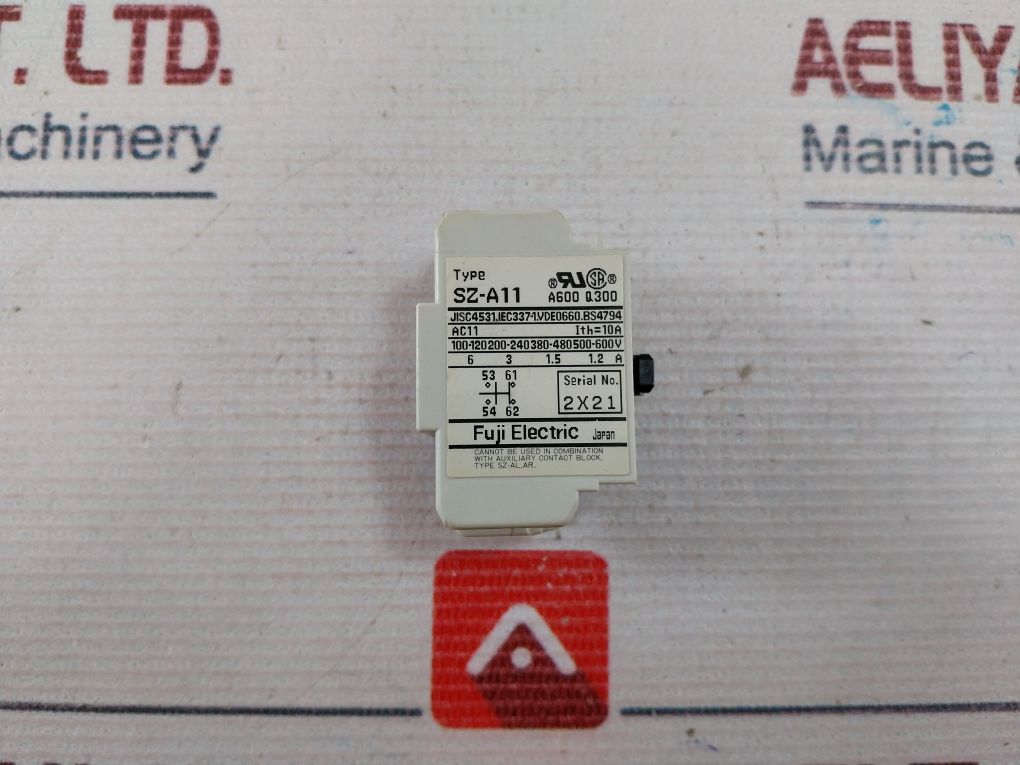 T. LTD.
chinery
AELIYA
Marine &
Type
SZ-A11
® RU SA ®
A600 Q300
JISC4531.IEC337-1.VDE0660.BS4794
AC11 Ith=10A
100-120 200-240 380-480 500-600V
6 3 1.5 1.2 A
53 61
54 62
Serial No.
2X21
Fuji Electric Japan
CANNOT BE USED IN COMBINATION
WITH AUXILIARY CONTACT BLOCK,
TYPE SZ-AL,AR.